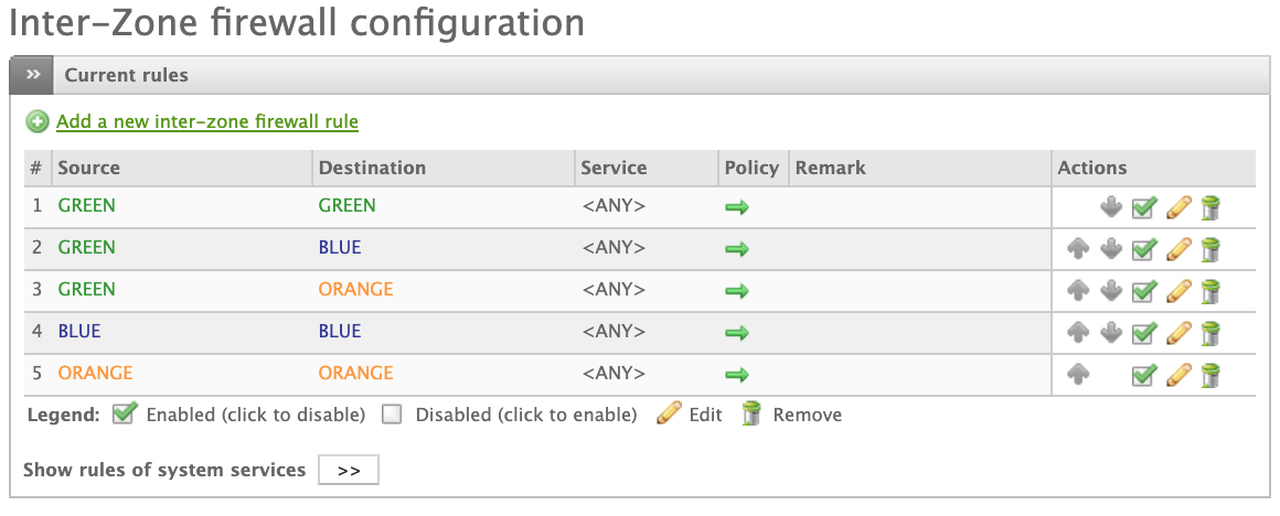 Inter-Zone firewall configuration
>> Current rules
Add a new inter-zone firewall rule
# Source Destination Service Policy Remark Actions
1 GREEN GREEN <ANY>
2 GREEN BLUE <ANY>
3 GREEN ORANGE <ANY>
4 BLUE BLUE <ANY>
5 ORANGE ORANGE <ANY>
Legend: Enabled (click to disable) Disabled (click to enable) Edit Remove
Show rules of system services >>